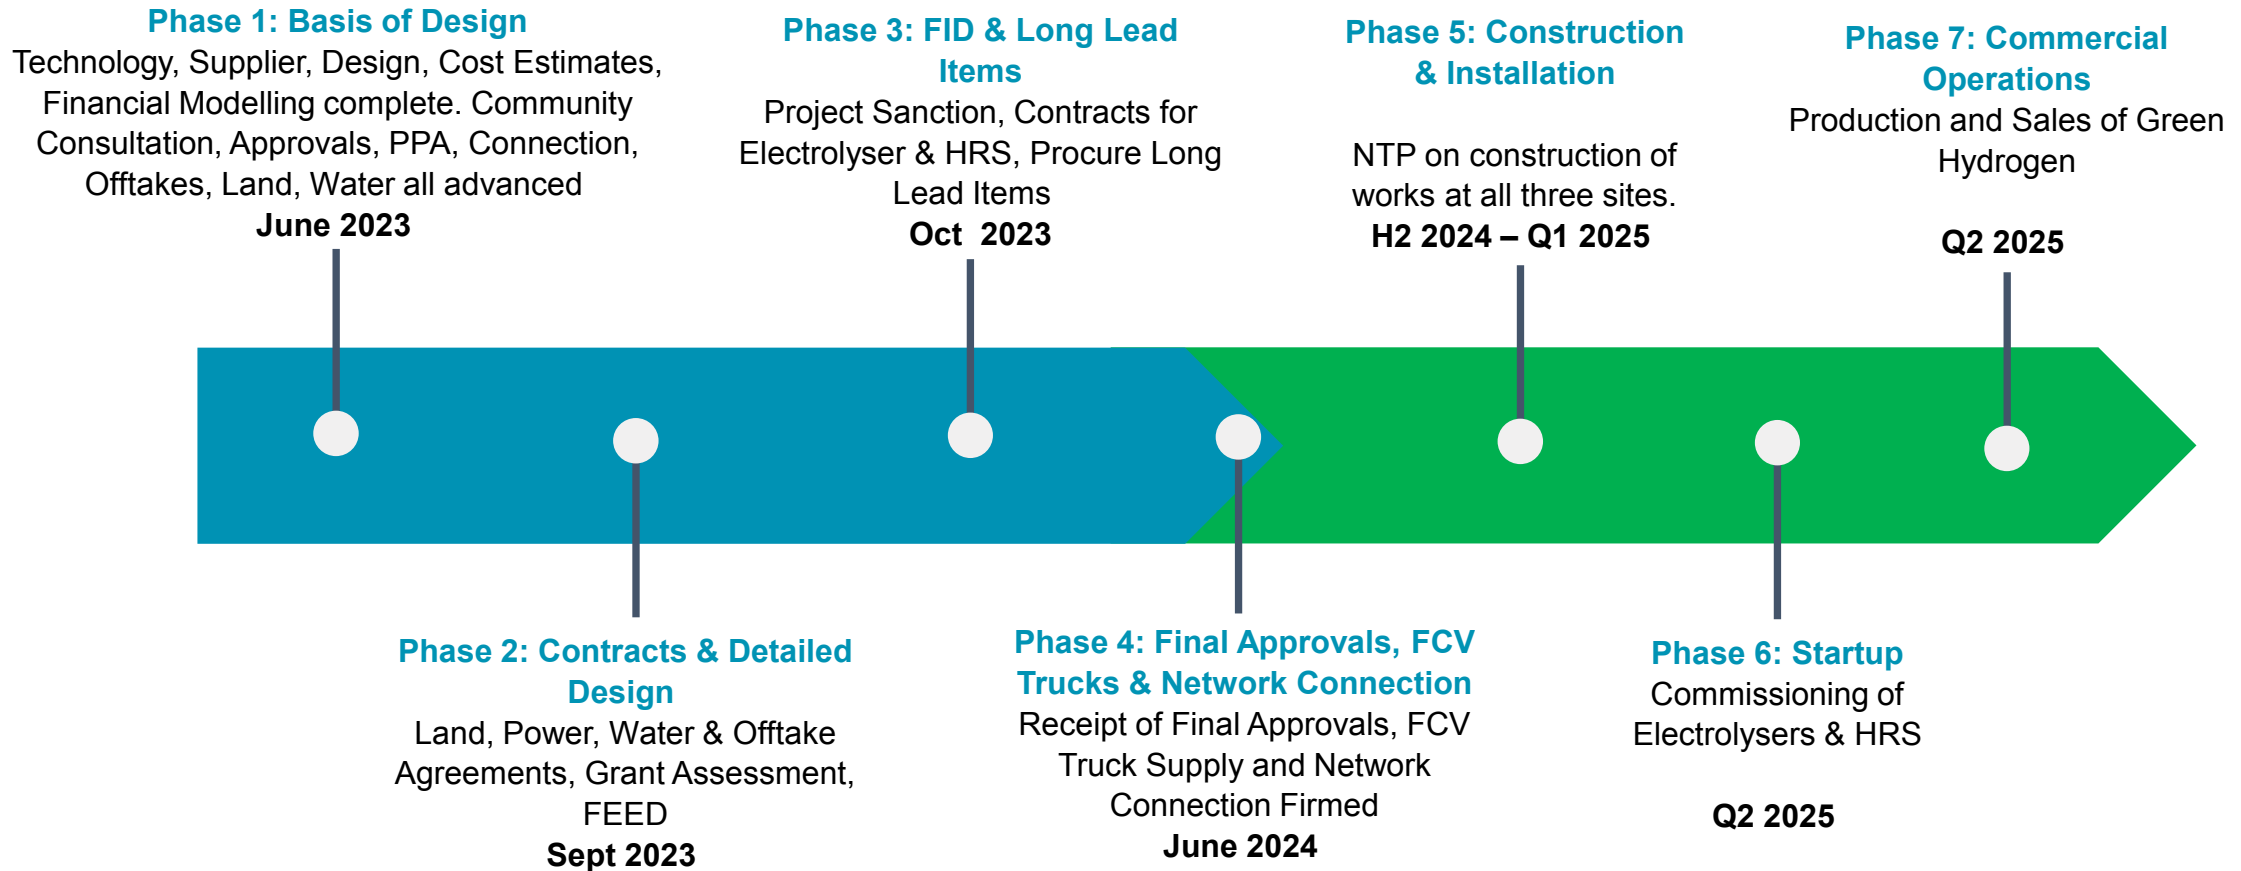 Phase 1: Basis of Design
Technology, Supplier, Design, Cost Estimates,
Financial Modelling complete. Community
Consultation, Approvals, PPA, Connection,
Offtakes, Land, Water all advanced
June 2023
Phase 2: Contracts & Detailed
Design
Land, Power, Water & Offtake
Agreements, Grant Assessment,
FEED
Sept 2023
Phase 3: FID & Long Lead
Items
Project Sanction, Contracts for
Electrolyser & HRS, Procure Long
Lead Items
Oct  2023
Phase 4: Final Approvals, FCV
Trucks & Network Connection
Receipt of Final Approvals, FCV
Truck Supply and Network
Connection Firmed
June 2024
Phase 5: Construction
& Installation
NTP on construction of
works at all three sites.
H2 2024 – Q1 2025
Phase 6: Startup
Commissioning of
Electrolysers & HRS
Q2 2025
Phase 7: Commercial
Operations
Production and Sales of Green
Hydrogen
Q2 2025